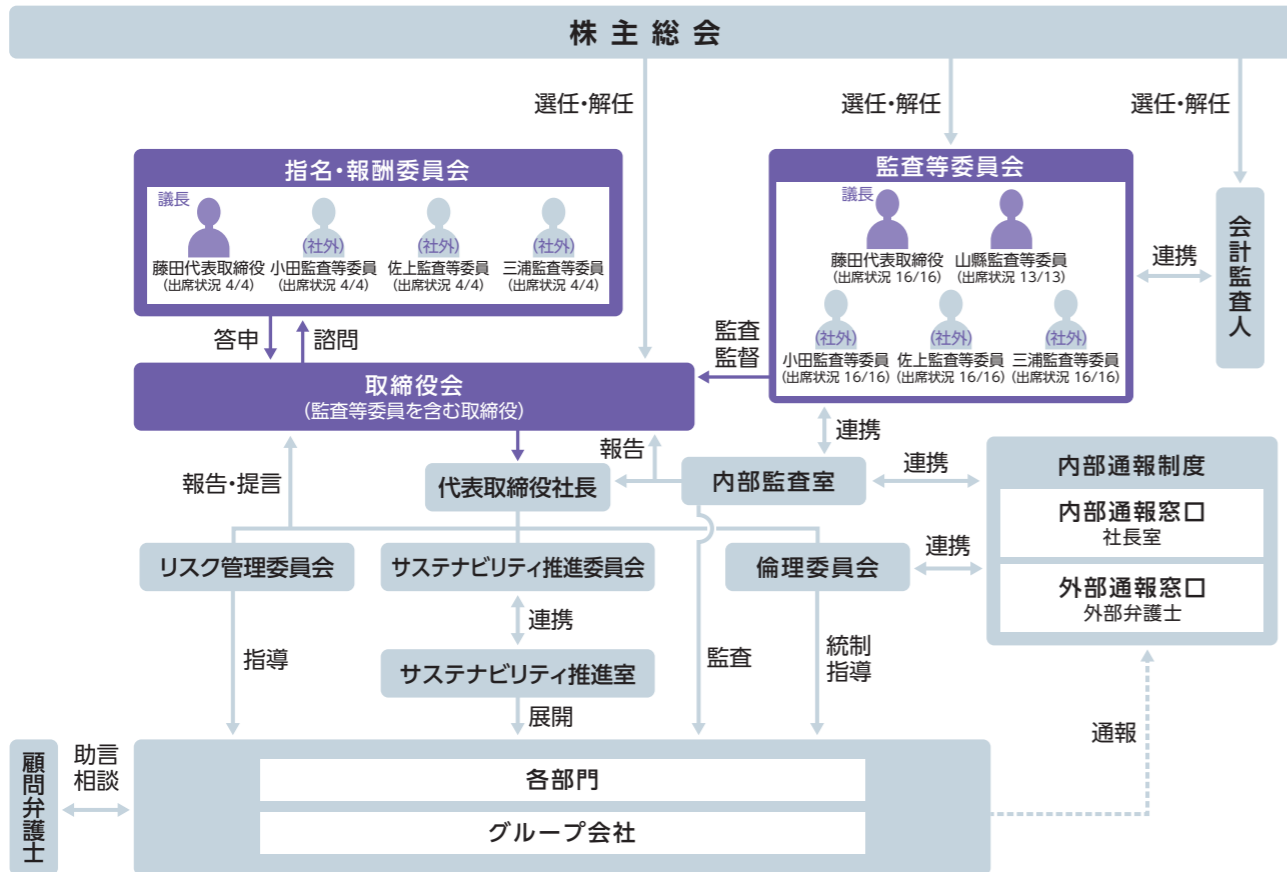 株主総会
選任・解任
選任・解任
選任・解任
指名・報酬委員会
議長
(社外)
(社外)
(社外)
藤田代表取締役
(出席状況 4/4)
小田監査等委員
(出席状況 4/4)
佐上監査等委員
(出席状況 4/4)
三浦監査等委員
(出席状況 4/4)
監査等委員会
議長
藤田代表取締役
(出席状況 16/16)
山縣監査等委員
(出席状況 13/13)
(社外)
(社外)
(社外)
小田監査等委員
(出席状況 16/16)
佐上監査等委員
(出席状況 16/16)
三浦監査等委員
(出席状況 16/16)
連携
会計監査人
答申
諮問
監査
監督
取締役会
(監査等委員を含む取締役)
連携
報告・提言
報告
代表取締役社長
内部監査室
連携
内部通報制度
内部通報窓口
社長室
外部通報窓口
外部弁護士
リスク管理委員会
サステナビリティ推進委員会
倫理委員会
連携
指導
連携
サステナビリティ推進室
監査
統制
指導
展開
通報
顧問弁護士
助言
相談
各部門
グループ会社